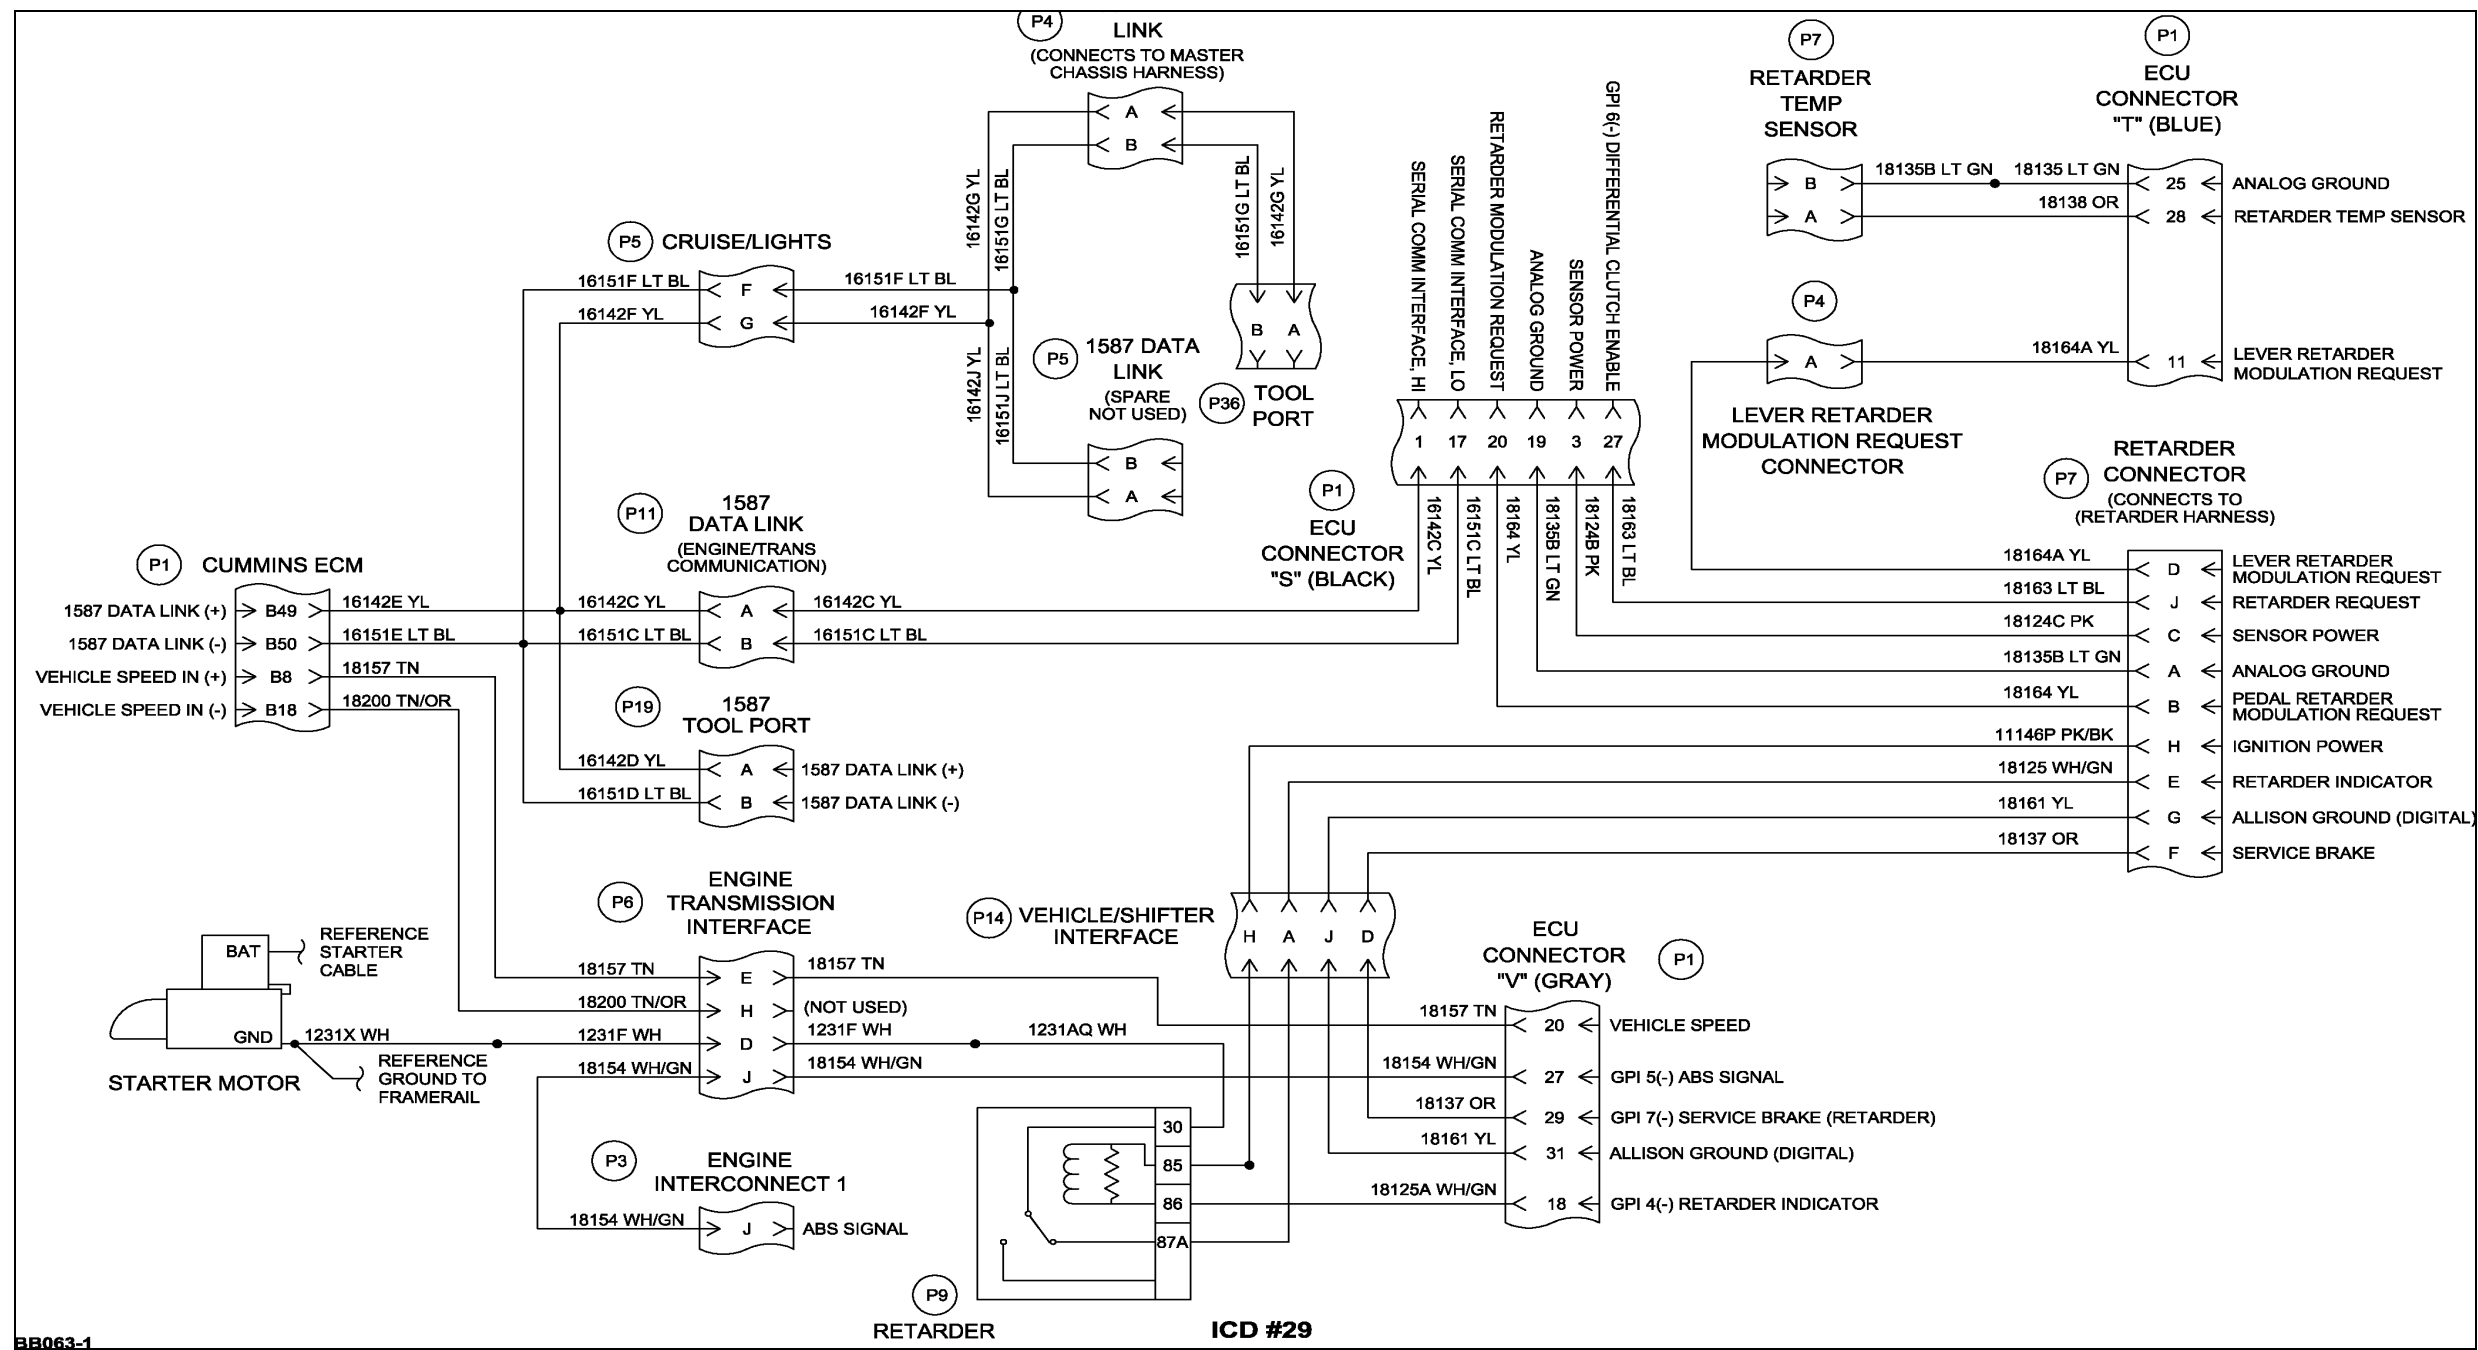 P4
LINK
(CONNECTS TO MASTER
CHASSIS HARNESS)
A
B
16142G YL
16151G LT BL
16151G LT BL
16142G YL
P5 CRUISE/LIGHTS
16151F LT BL F 16151F LT BL
16142F YL G 16142F YL
16142J YL
16151J LT BL
P5
1587 DATA
LINK
(SPARE
NOT USED)
B
A
B A
P36
TOOL
PORT
P7
RETARDER
TEMP
SENSOR
B 18135B LT GN 18135 LT GN
A 18138 OR
P1
ECU
CONNECTOR
"T" (BLUE)
25 ANALOG GROUND
28 RETARDER TEMP SENSOR
P4
A
18164A YL
11
LEVER RETARDER
MODULATION REQUEST
LEVER RETARDER
MODULATION REQUEST
CONNECTOR
SERIAL COMM INTERFACE, HI
SERIAL COMM INTERFACE, LO
RETARDER MODULATION REQUEST
ANALOG GROUND
SENSOR POWER
GPI 6(-) DIFFERENTIAL CLUTCH ENABLE
1 17 20 19 3 27
P1
ECU
CONNECTOR
"S" (BLACK)
16142C YL
16151C LT BL
18164 YL
18135B LT GN
18124B PK
18163 LT BL
P7
RETARDER
CONNECTOR
(CONNECTS TO
(RETARDER HARNESS)
18164A YL D LEVER RETARDER
MODULATION REQUEST
18163 LT BL J RETARDER REQUEST
18124C PK C SENSOR POWER
18135B LT GN A ANALOG GROUND
18164 YL B PEDAL RETARDER
MODULATION REQUEST
11146P PK/BK H IGNITION POWER
18125 WH/GN E RETARDER INDICATOR
18161 YL G ALLISON GROUND (DIGITAL)
18137 OR F SERVICE BRAKE
P11
1587
DATA LINK
(ENGINE/TRANS
COMMUNICATION)
P1 CUMMINS ECM
1587 DATA LINK (+) B49 16142E YL 16142C YL A 16142C YL
1587 DATA LINK (-) B50 16151E LT BL 16151C LT BL B 16151C LT BL
VEHICLE SPEED IN (+) B8 18157 TN
VEHICLE SPEED IN (-) B18 18200 TN/OR
P19
1587
TOOL PORT
16142D YL A 1587 DATA LINK (+)
16151D LT BL B 1587 DATA LINK (-)
P6
ENGINE
TRANSMISSION
INTERFACE
18157 TN E 18157 TN
18200 TN/OR H (NOT USED)
1231F WH D 1231F WH 1231AQ WH
18154 WH/GN J 18154 WH/GN
BAT
REFERENCE
STARTER
CABLE
GND 1231X WH
REFERENCE
GROUND TO
FRAMERAIL
STARTER MOTOR
P14
VEHICLE/SHIFTER
INTERFACE
H A J D
ECU
CONNECTOR
"V" (GRAY)
P1
18157 TN 20 VEHICLE SPEED
18154 WH/GN 27 GPI 5(-) ABS SIGNAL
18137 OR 29 GPI 7(-) SERVICE BRAKE (RETARDER)
18161 YL 31 ALLISON GROUND (DIGITAL)
18125A WH/GN 18 GPI 4(-) RETARDER INDICATOR
P3
ENGINE
INTERCONNECT 1
18154 WH/GN J ABS SIGNAL
30
85
86
87A
P9
RETARDER
ICD #29
BB063-1